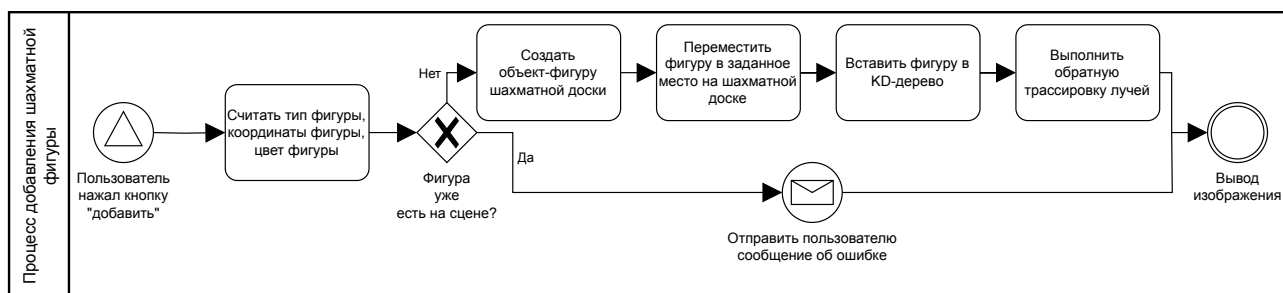 Процесс добавления шахматной
фигуры
Пользователь
нажал кнопку
"добавить"
Считать тип фигуры,
координаты фигуры,
цвет фигуры
Фигура
уже
есть на сцене?
Нет
Создать
объект-фигуру
шахматной доски
Переместить
фигуру в заданное
место на шахматной
доске
Вставить фигуру в
KD-дерево
Выполнить
обратную
трассировку лучей
Да
Отправить пользователю
сообщение об ошибке
Вывод
изображения